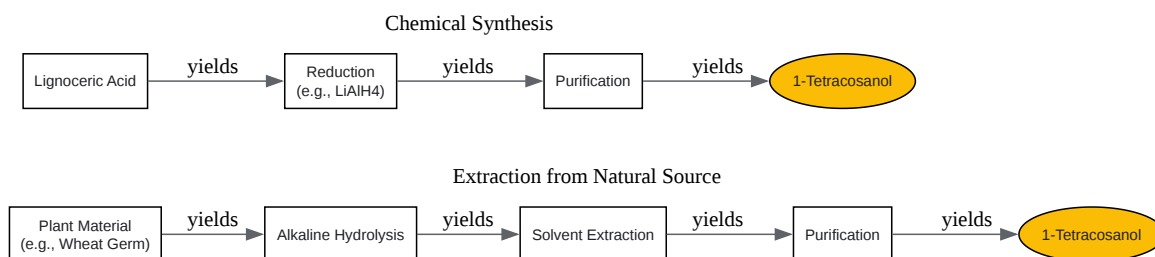 Chemical Synthesis
yields yields yields
Lignoceric Acid
Reduction
(e.g., LiAlH4)
Purification
1-Tetracosanol
Extraction from Natural Source
yields yields yields yields
Plant Material
(e.g., Wheat Germ)
Alkaline Hydrolysis
Solvent Extraction
Purification
1-Tetracosanol